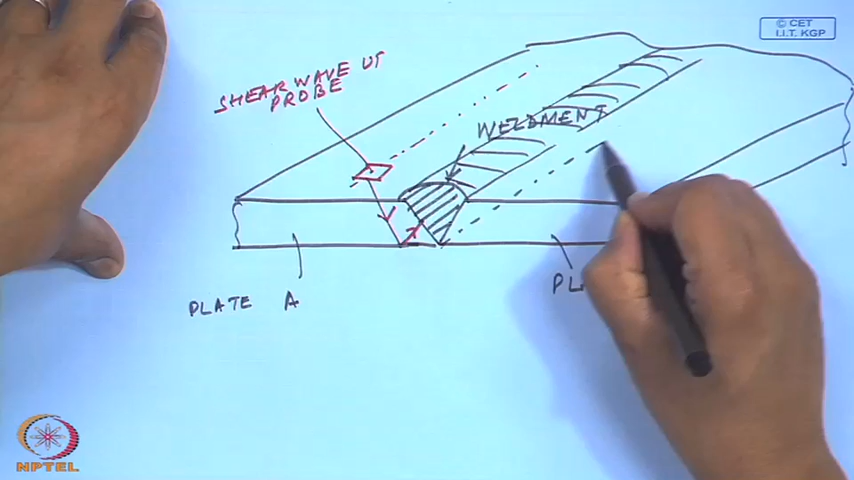 © CET
I.I.T. KGP
SHEAR WAVE UT
PROBE
WELDMENT
PLATE A
NPTEL